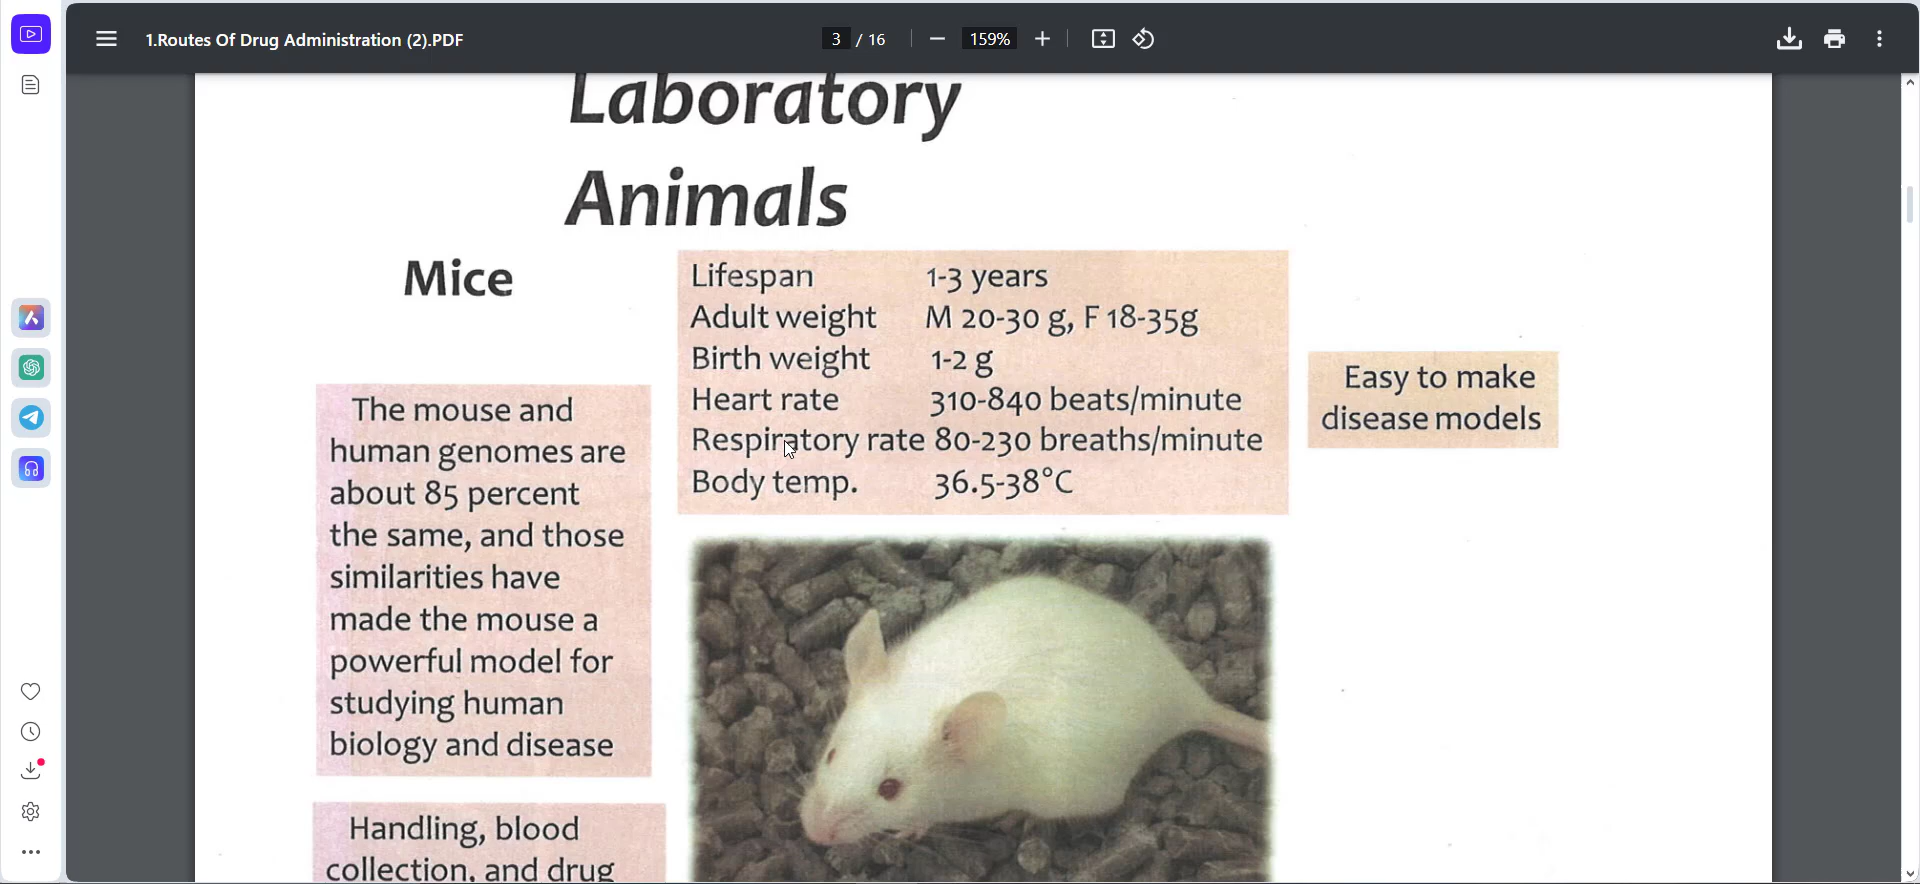 1.Routes Of Drug Administration (2).PDF
3 / 16
159%
Laboratory
Animals
Mice
Lifespan 1-3 years
Adult weight M 20-30 g, F 18-35g
Birth weight 1-2 g
Heart rate 310-840 beats/minute
Respiratory rate 80-230 breaths/minute
Body temp. 36.5-38°C
Easy to make
disease models
The mouse and
human genomes are
about 85 percent
the same, and those
similarities have
made the mouse a
powerful model for
studying human
biology and disease
Handling, blood
collection, and drug